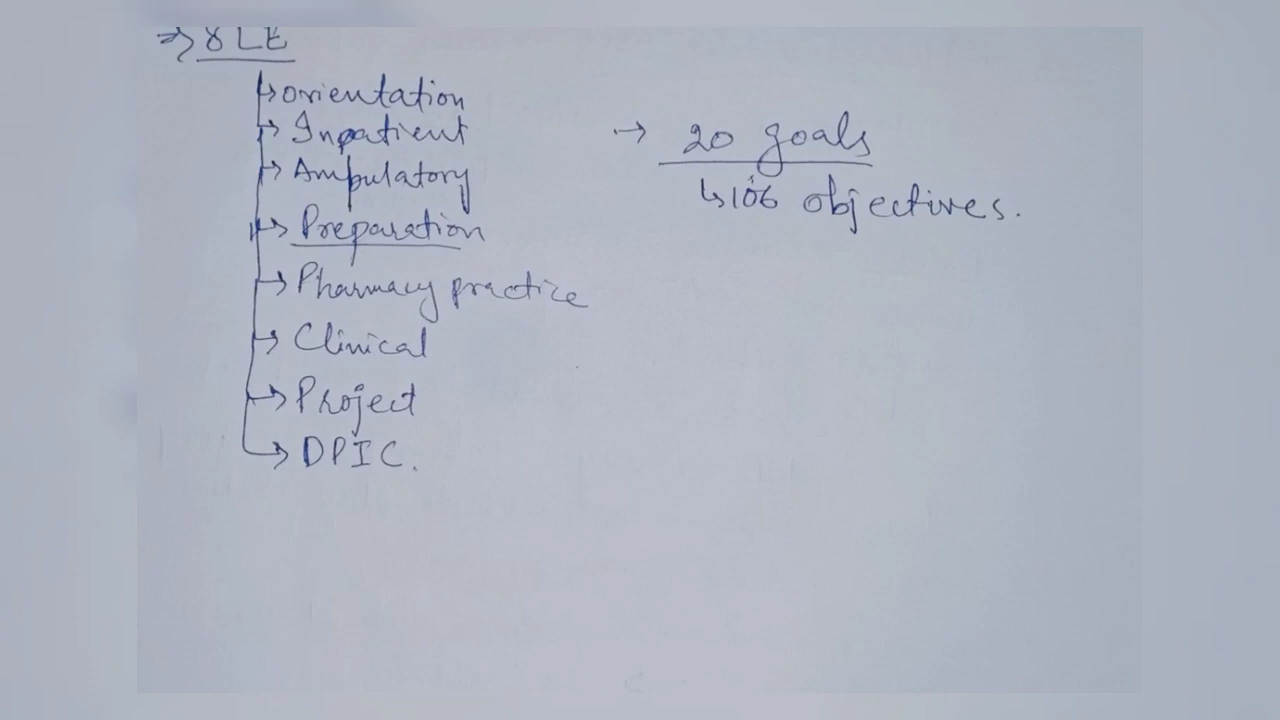 ⇒ 8 LE
↳ orientation
→ Inpatient
→ Ambulatory
→ Preparation
→ Pharmacy practice
→ Clinical
→ Project
→ DPIC.
→ 20 goals
↳ 106 objectives.